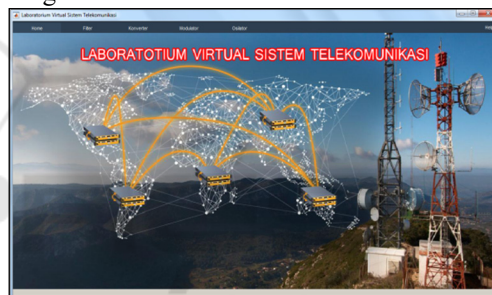 Laboratorium Virtual Sistem Telekomunikasi
Home Filter Konverter Modulator Osilator
LABORATOTIUM VIRTUAL SISTEM TELEKOMUNIKASI